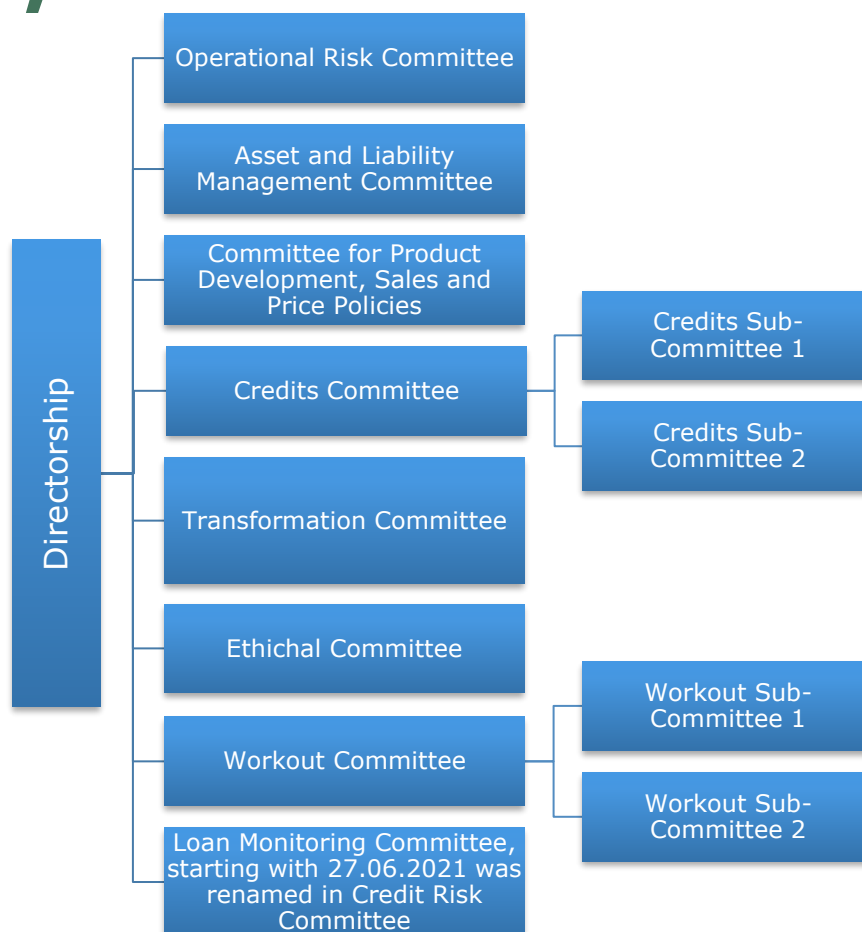 Directorship
Operational Risk Committee
Asset and Liability
Management Committee
Committee for Product
Development, Sales and
Price Policies
Credits Committee
Credits Sub-
Committee 1
Credits Sub-
Committee 2
Transformation Committee
Ethichal Committee
Workout Committee
Workout Sub-
Committee 1
Workout Sub-
Committee 2
Loan Monitoring Committee,
starting with 27.06.2021 was
renamed in Credit Risk
Committee